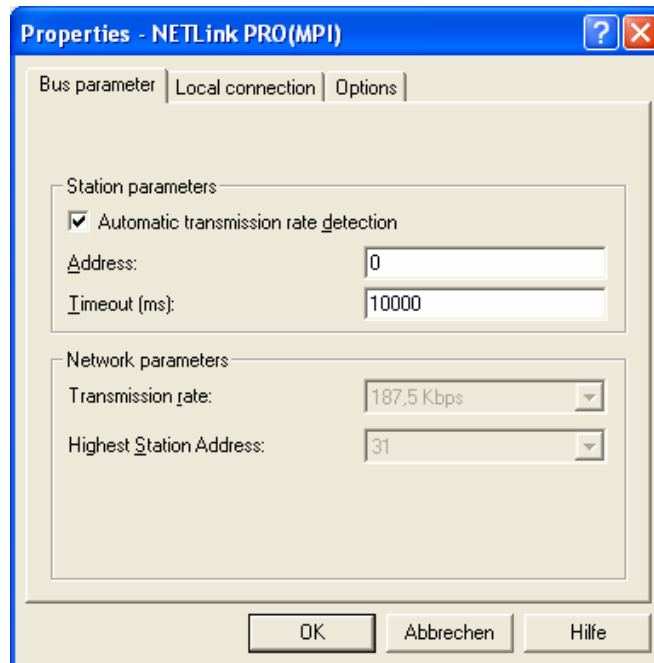 Properties - NETLink PRO(MPI)
Bus parameter Local connection Options
Station parameters
Automatic transmission rate detection
Address: 0
Timeout (ms): 10000
Network parameters
Transmission rate: 187,5 Kbps
Highest Station Address: 31
OK Abbrechen Hilfe